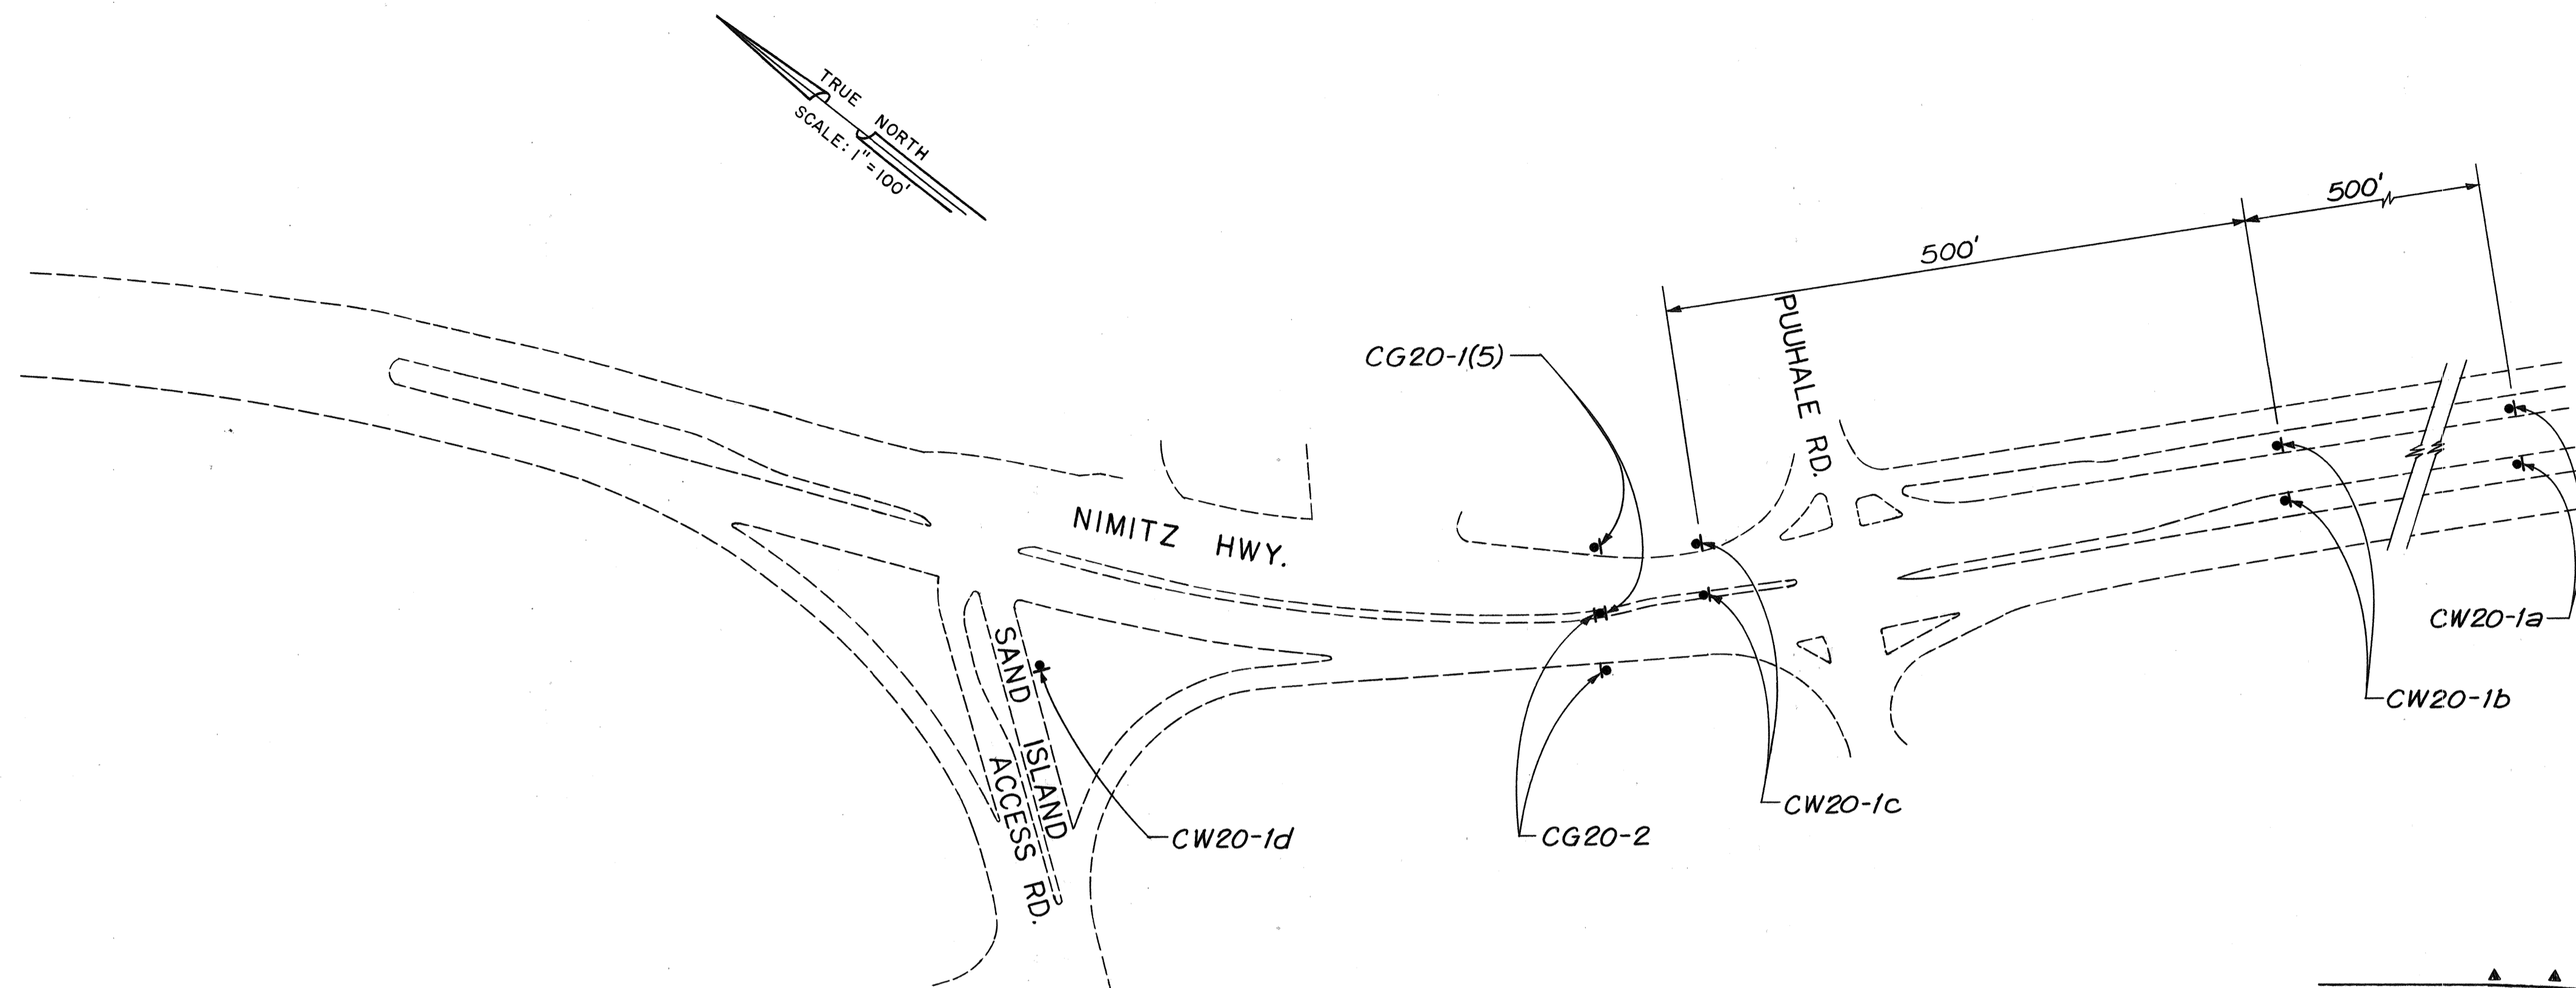 TRUE NORTH
SCALE: 1"=100'
500'
500'
PUUHALE RD.
CG20-1(5)
NIMITZ HWY.
CW20-1a
SAND ISLAND
ACCESS RD.
CW20-1b
CW20-1c
CW20-1d
CG20-2